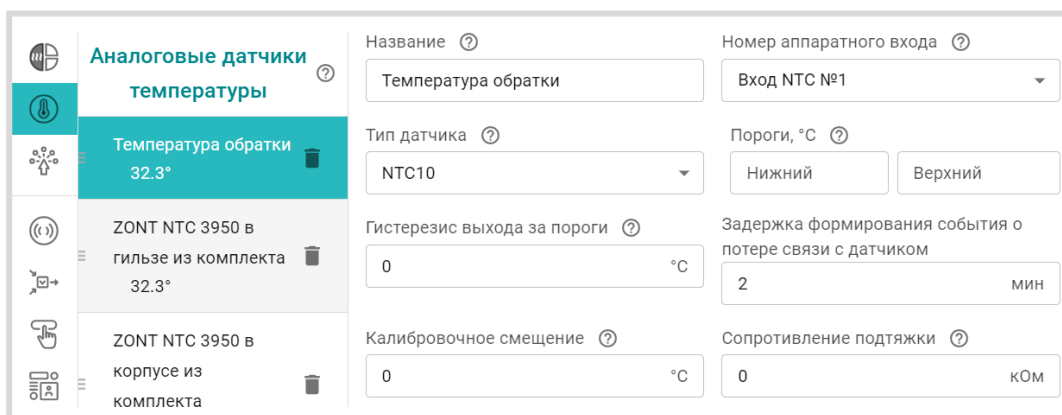 Аналоговые датчики
температуры
Температура обратки
32.3°
ZONT NTC 3950 в
гильзе из комплекта
32.3°
ZONT NTC 3950 в
корпусе из
комплекта
Название
Температура обратки
Номер аппаратного входа
Вход NTC №1
Тип датчика
NTC10
Пороги, °C
Нижний
Верхний
Гистерезис выхода за пороги
0 °C
Задержка формирования события о
потере связи с датчиком
2 мин
Калибровочное смещение
0 °C
Сопротивление подтяжки
0 кОм